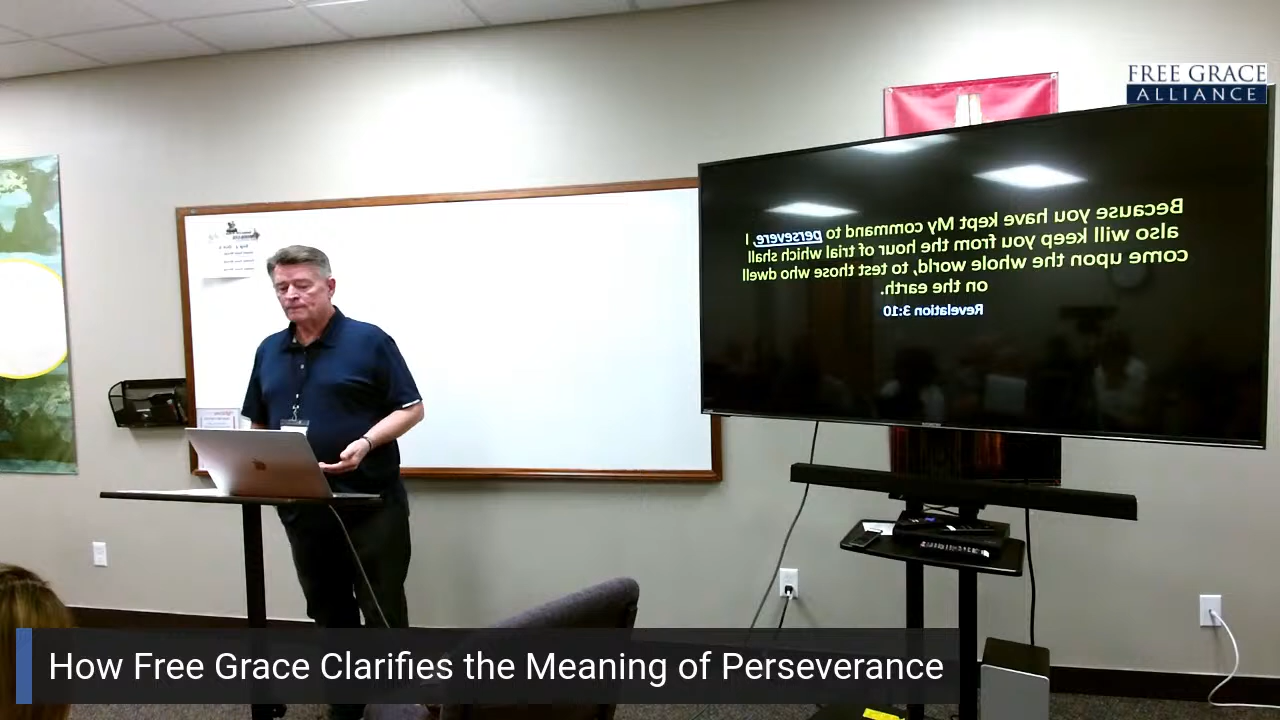 FREE GRACE
ALLIANCE
Because you have kept My command to persevere, I
also will keep you from the hour of trial which shall
come upon the whole world, to test those who dwell
on the earth.
Revelation 3:10
How Free Grace Clarifies the Meaning of Perseverance